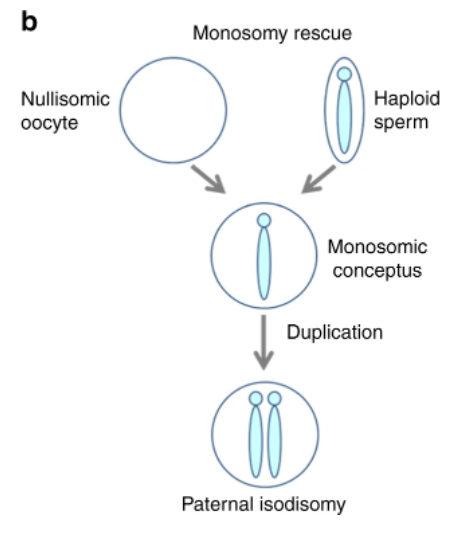 b
Monosomy rescue
Nullisomic
oocyte
Haploid
sperm
Monosomic
conceptus
Duplication
Paternal isodisomy